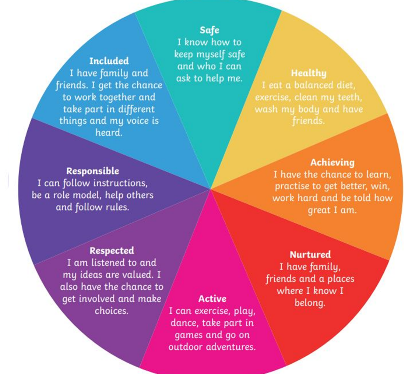 Safe
I know how to
keep myself safe
and who I can
ask to help me.
Healthy
I eat a balanced diet,
exercise, clean my teeth,
wash my body and have
friends.
Achieving
I have the chance to learn,
practise to get better, win,
work hard and be told how
great I am.
Nurtured
I have family,
friends and a places
where I know I
belong.
Active
I can exercise, play,
dance, take part in
games and go on
outdoor adventures.
Respected
I am listened to and
my ideas are valued. I
also have the chance to
get involved and make
choices.
Responsible
I can follow instructions,
be a role model, help others
and follow rules.
Included
I have family and
friends. I get the chance
to work together and
take part in different
things and my voice is
heard.